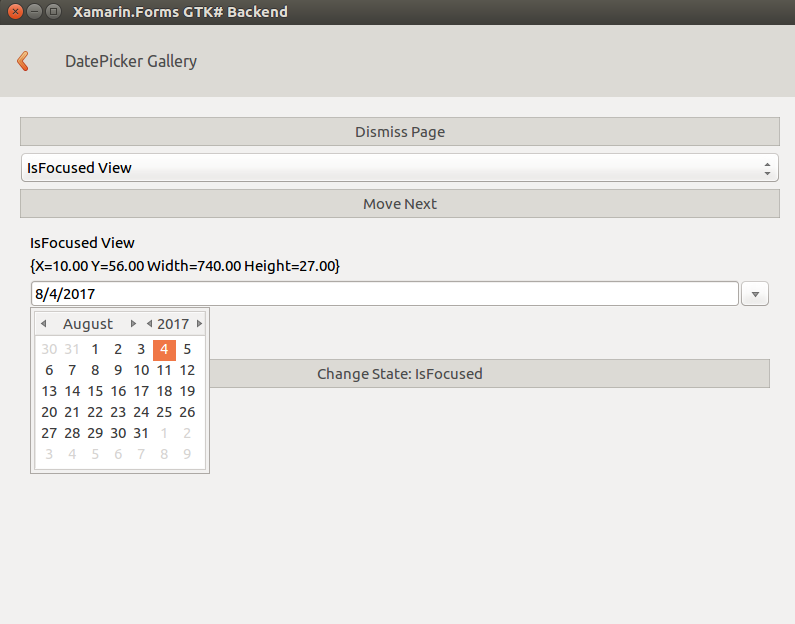 Xamarin.Forms GTK# Backend
DatePicker Gallery
Dismiss Page
IsFocused View
Move Next
IsFocused View
{X=10.00 Y=56.00 Width=740.00 Height=27.00}
8/4/2017
August 2017
30 31 1 2 3 4 5
6 7 8 9 10 11 12
13 14 15 16 17 18 19
20 21 22 23 24 25 26
27 28 29 30 31 1 2
3 4 5 6 7 8 9
Change State: IsFocused